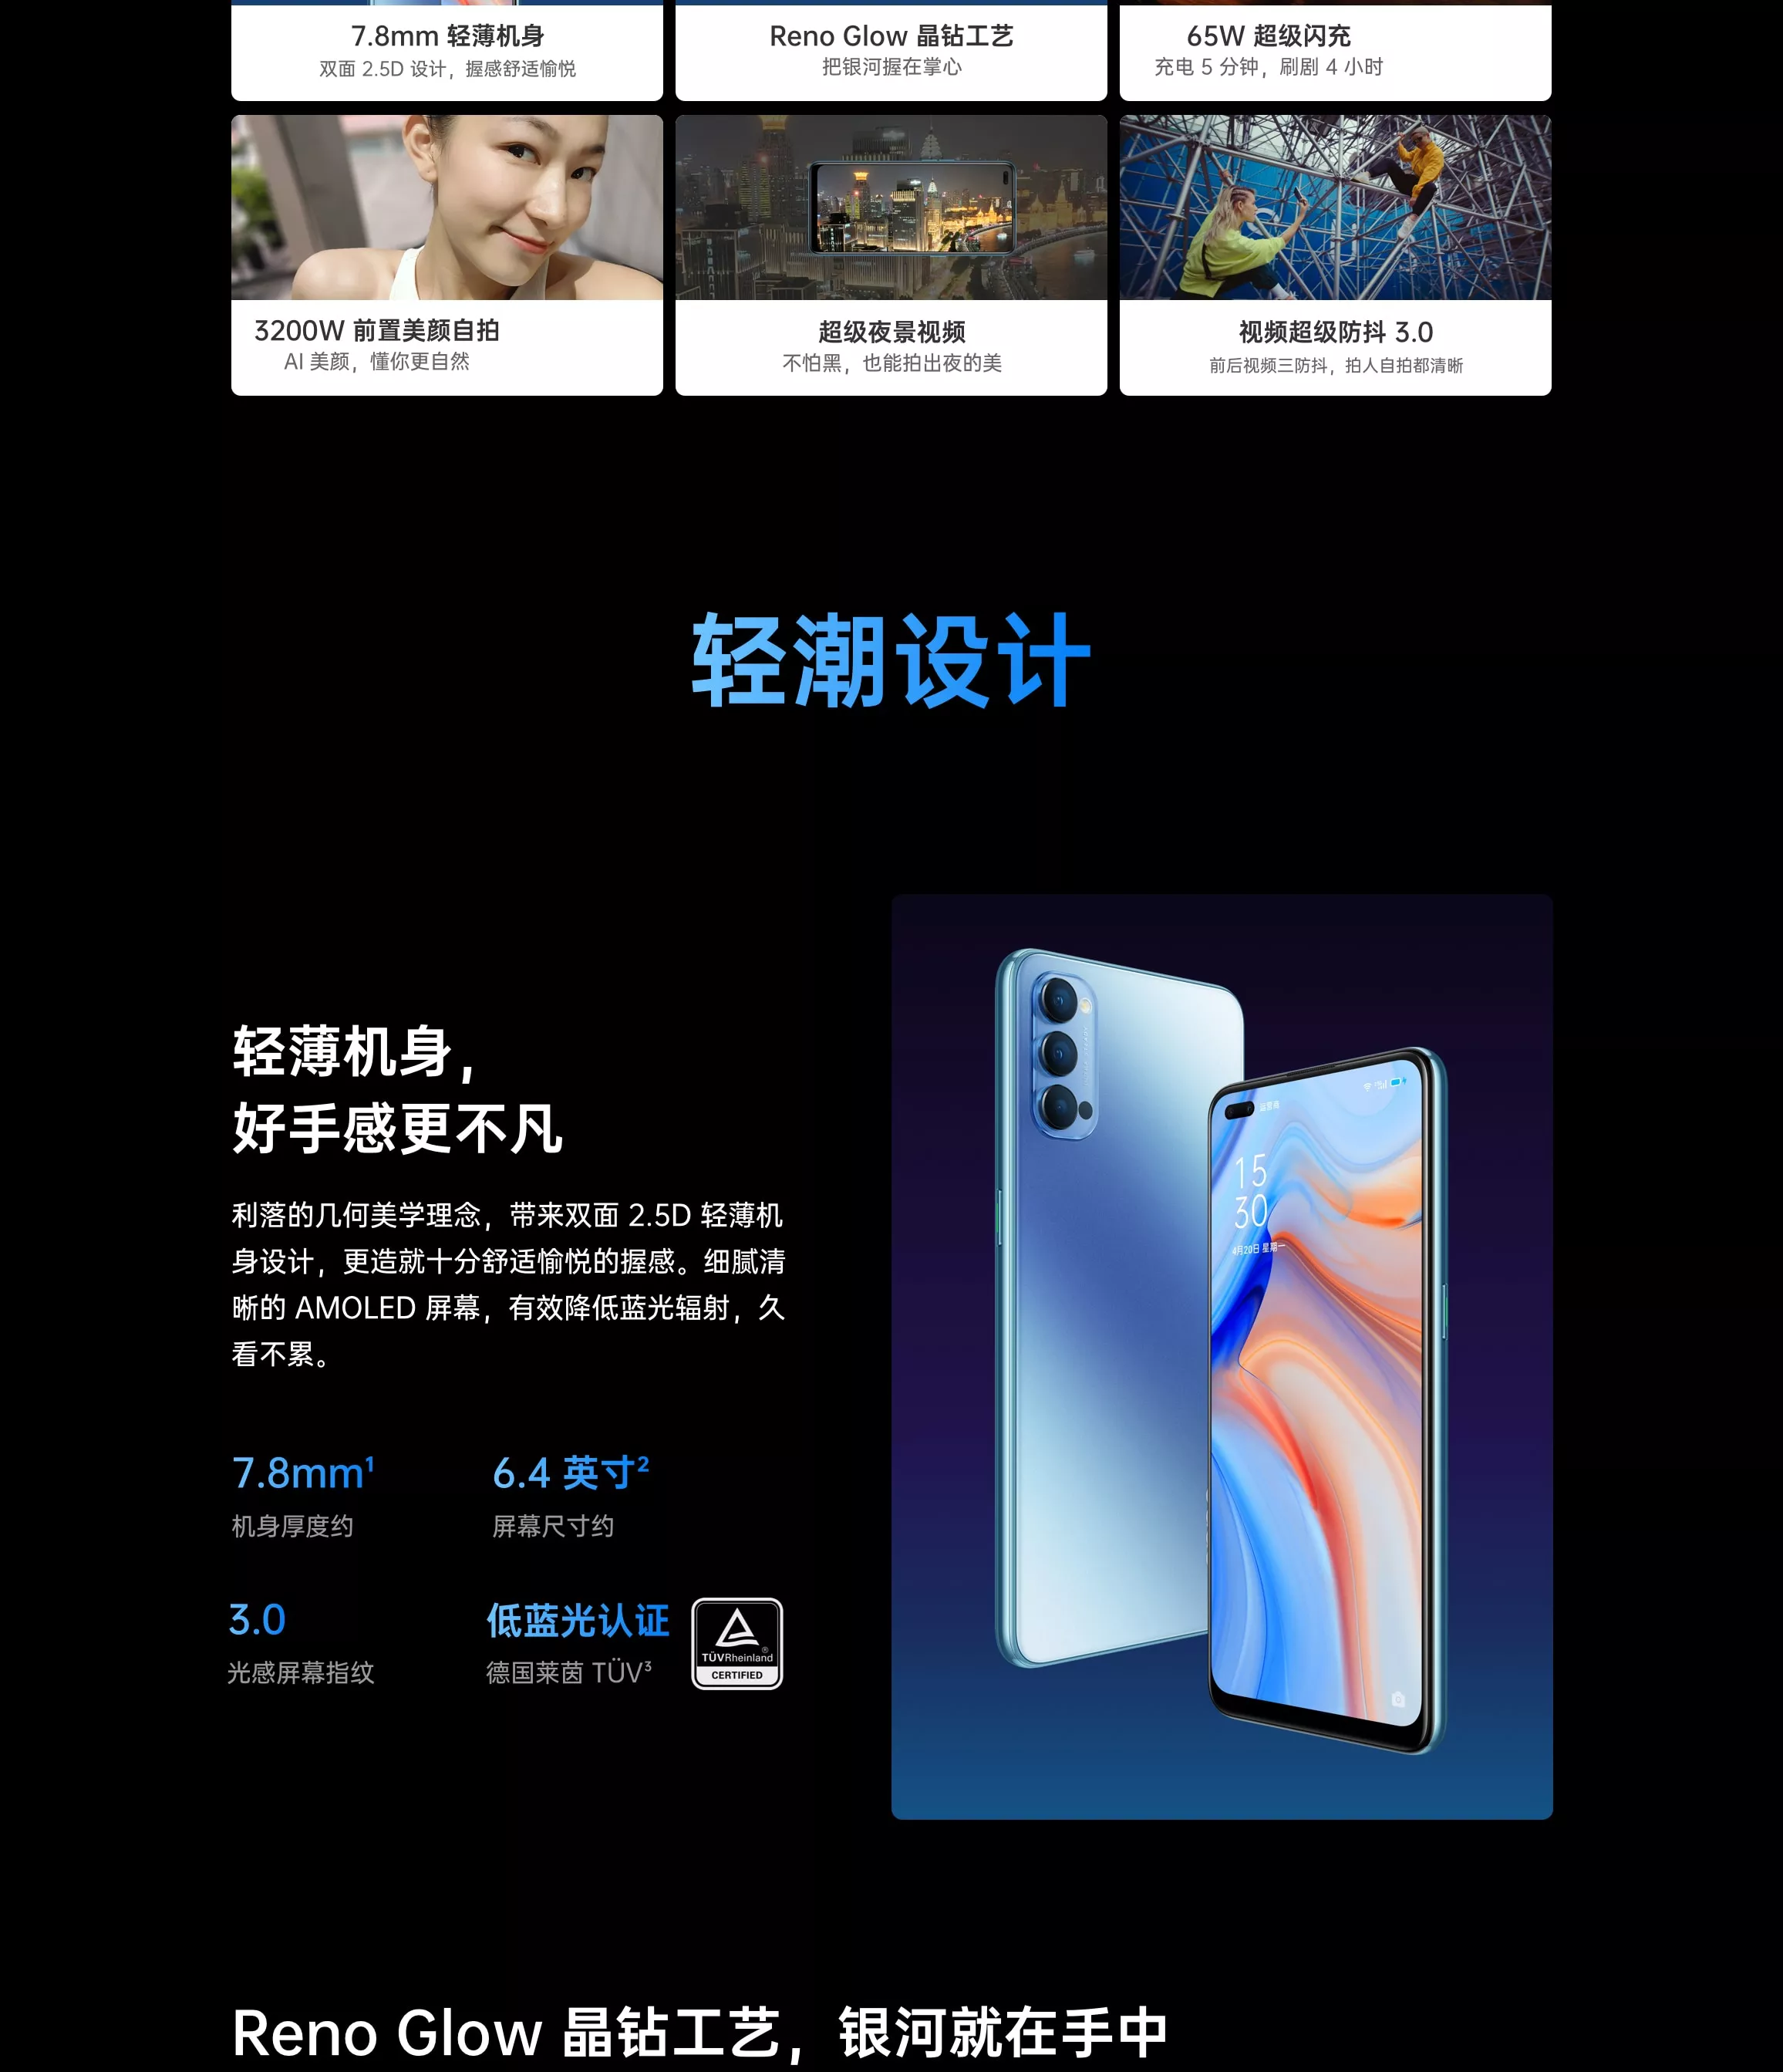 7.8mm 轻薄机身
双面 2.5D 设计，握感舒适愉悦
Reno Glow 晶钻工艺
把银河握在掌心
65W 超级闪充
充电 5 分钟，刷剧 4 小时
3200W 前置美颜自拍
AI 美颜，懂你更自然
超级夜景视频
不怕黑，也能拍出夜的美
视频超级防抖 3.0
前后视频三防抖，拍人自拍都清晰
轻潮设计
轻薄机身，
好手感更不凡
利落的几何美学理念，带来双面 2.5D 轻薄机
身设计，更造就十分舒适愉悦的握感。细腻清
晰的 AMOLED 屏幕，有效降低蓝光辐射，久
看不累。
7.8mm¹
机身厚度约
6.4 英寸²
屏幕尺寸约
3.0
光感屏幕指纹
低蓝光认证
德国莱茵 TÜV³
TÜVRheinland®
CERTIFIED
15
30
4月20日 星期一
Reno Glow 晶钻工艺，银河就在手中